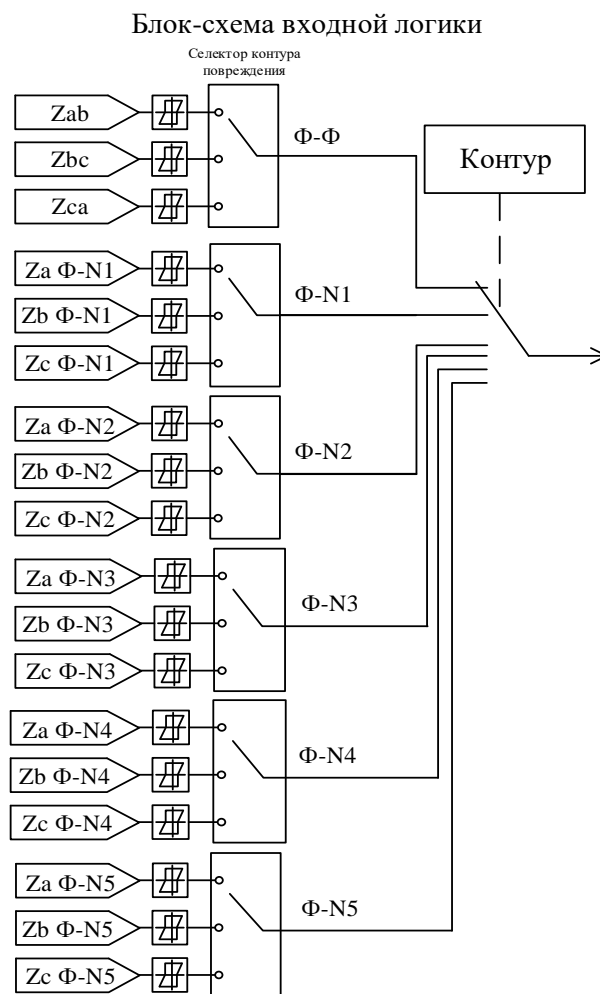 Блок-схема входной логики
Селектор контура
повреждения
Zab
Ф-Ф
Zbc
Контур
Zca
Za Ф-N1
Ф-N1
Zb Ф-N1
Zc Ф-N1
Za Ф-N2
Ф-N2
Zb Ф-N2
Zc Ф-N2
Za Ф-N3
Ф-N3
Zb Ф-N3
Zc Ф-N3
Za Ф-N4
Ф-N4
Zb Ф-N4
Zc Ф-N4
Za Ф-N5
Ф-N5
Zb Ф-N5
Zc Ф-N5